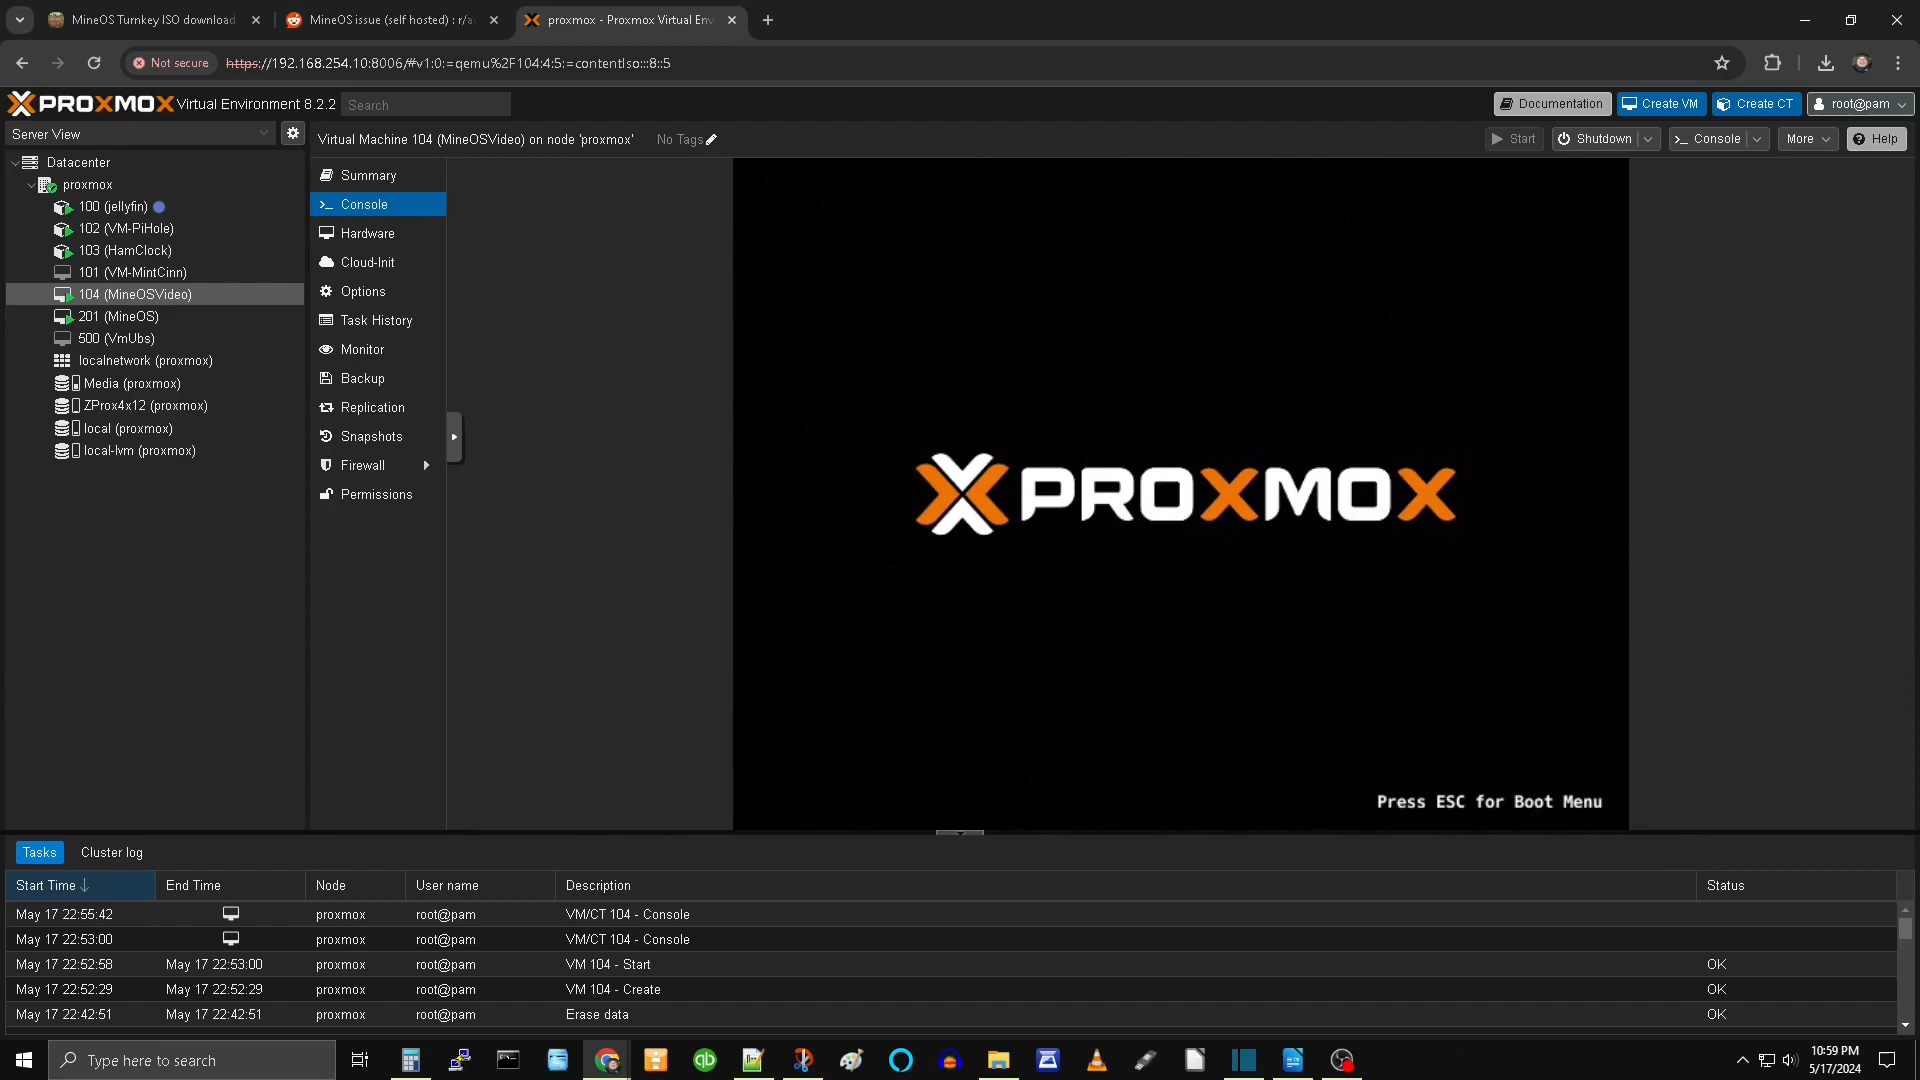 MineOS Turnkey ISO download
MineOS issue (self hosted) : r/a
proxmox - Proxmox Virtual Env
Not secure
https://192.168.254.10:8006/#v1:0:=qemu%2F104:4:5:=contentIso:::8::5
PROXMOX Virtual Environment 8.2.2
Search
Documentation
Create VM
Create CT
root@pam
Server View
Virtual Machine 104 (MineOSVideo) on node 'proxmox'
No Tags
Start
Shutdown
Console
More
Help
Datacenter
proxmox
100 (jellyfin)
102 (VM-PiHole)
103 (HamClock)
101 (VM-MintCinn)
104 (MineOSVideo)
201 (MineOS)
500 (VmUbs)
localnetwork (proxmox)
Media (proxmox)
ZProx4x12 (proxmox)
local (proxmox)
local-lvm (proxmox)
Summary
Console
Hardware
Cloud-Init
Options
Task History
Monitor
Backup
Replication
Snapshots
Firewall
Permissions
PROXMOX
Press ESC for Boot Menu
Tasks
Cluster log
Start Time End Time Node User name Description Status
May 17 22:55:42 proxmox root@pam VM/CT 104 - Console
May 17 22:53:00 proxmox root@pam VM/CT 104 - Console
May 17 22:52:58 May 17 22:53:00 proxmox root@pam VM 104 - Start OK
May 17 22:52:29 May 17 22:52:29 proxmox root@pam VM 104 - Create OK
May 17 22:42:51 May 17 22:42:51 proxmox root@pam Erase data OK
Type here to search
qb
10:59 PM
5/17/2024